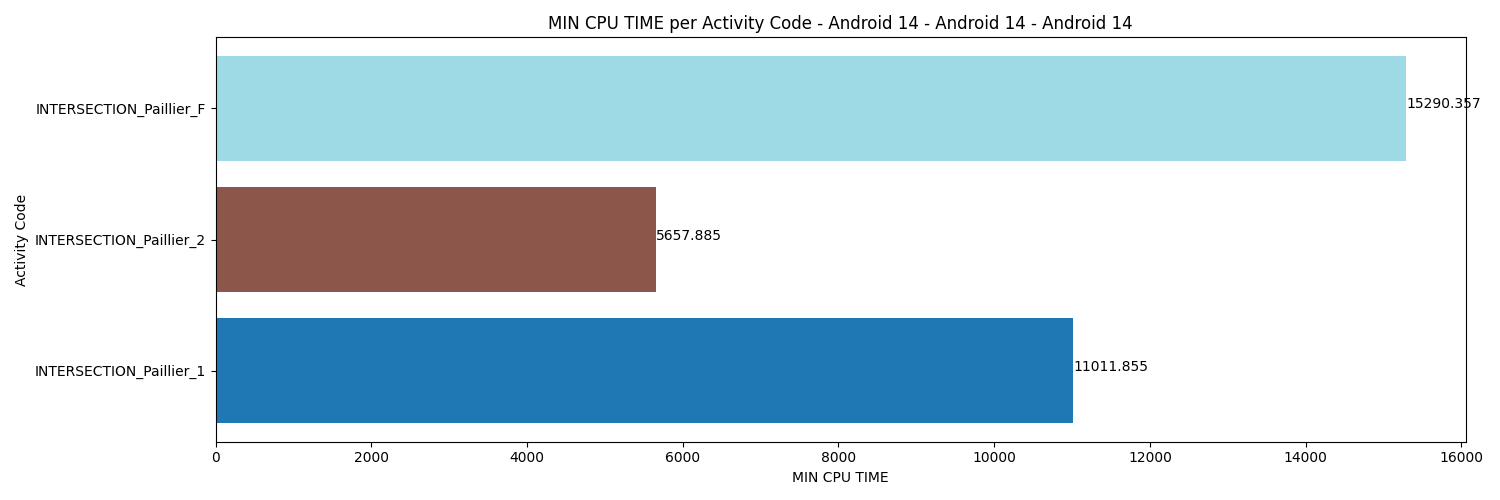 MIN CPU TIME per Activity Code - Android 14 - Android 14 - Android 14
Activity Code
INTERSECTION_Paillier_F
15290.357
INTERSECTION_Paillier_2
5657.885
INTERSECTION_Paillier_1
11011.855
0 2000 4000 6000 8000 10000 12000 14000 16000
MIN CPU TIME